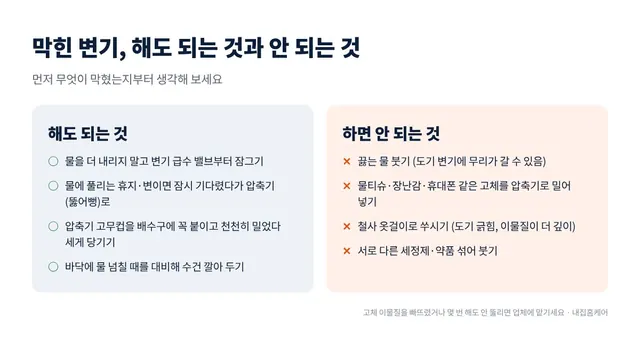 막힌 변기, 해도 되는 것과 안 되는 것
먼저 무엇이 막혔는지부터 생각해 보세요
해도 되는 것
○ 물을 더 내리지 말고 변기 급수 밸브부터 잠그기
○ 물에 풀리는 휴지·변이면 잠시 기다렸다가 압축기
(뚫어뻥)로
○ 압축기 고무컵을 배수구에 꼭 붙이고 천천히 밀었다
세게 당기기
○ 바닥에 물 넘칠 때를 대비해 수건 깔아 두기
하면 안 되는 것
× 끓는 물 붓기 (도기 변기에 무리가 갈 수 있음)
× 물티슈·장난감·휴대폰 같은 고체를 압축기로 밀어
넣기
× 철사 옷걸이로 쑤시기 (도기 긁힘, 이물질이 더 깊이)
× 서로 다른 세정제·약품 섞어 붓기
고체 이물질을 빠뜨렸거나 몇 번 해도 안 뚫리면 업체에 맡기세요 · 내집홈케어